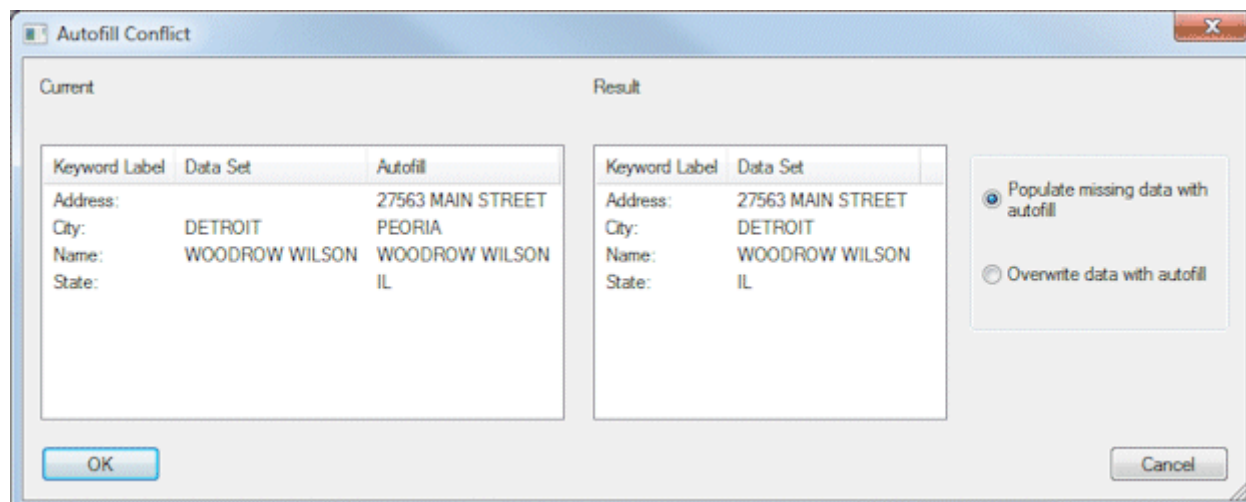 Autofill Conflict
Current
Result
Keyword Label Data Set Autofill
Address: 27563 MAIN STREET
City: DETROIT PEORIA
Name: WOODROW WILSON WOODROW WILSON
State: IL
Keyword Label Data Set
Address: 27563 MAIN STREET
City: DETROIT
Name: WOODROW WILSON
State: IL
Populate missing data with
autofill
Overwrite data with autofill
OK
Cancel